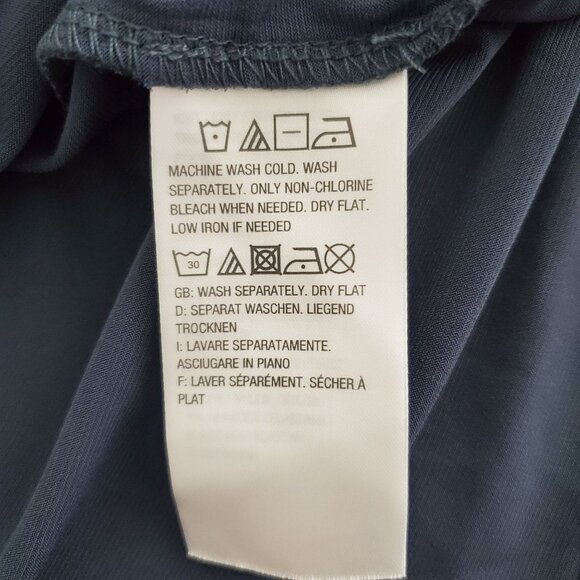 MACHINE WASH COLD. WASH
SEPARATELY. ONLY NON-CHLORINE
BLEACH WHEN NEEDED. DRY FLAT.
LOW IRON IF NEEDED
30
GB: WASH SEPARATELY. DRY FLAT
D: SEPARAT WASCHEN. LIEGEND
TROCKNEN
I: LAVARE SEPARATAMENTE.
ASCIUGARE IN PIANO
F: LAVER SÉPARÉMENT. SÉCHER À
PLAT